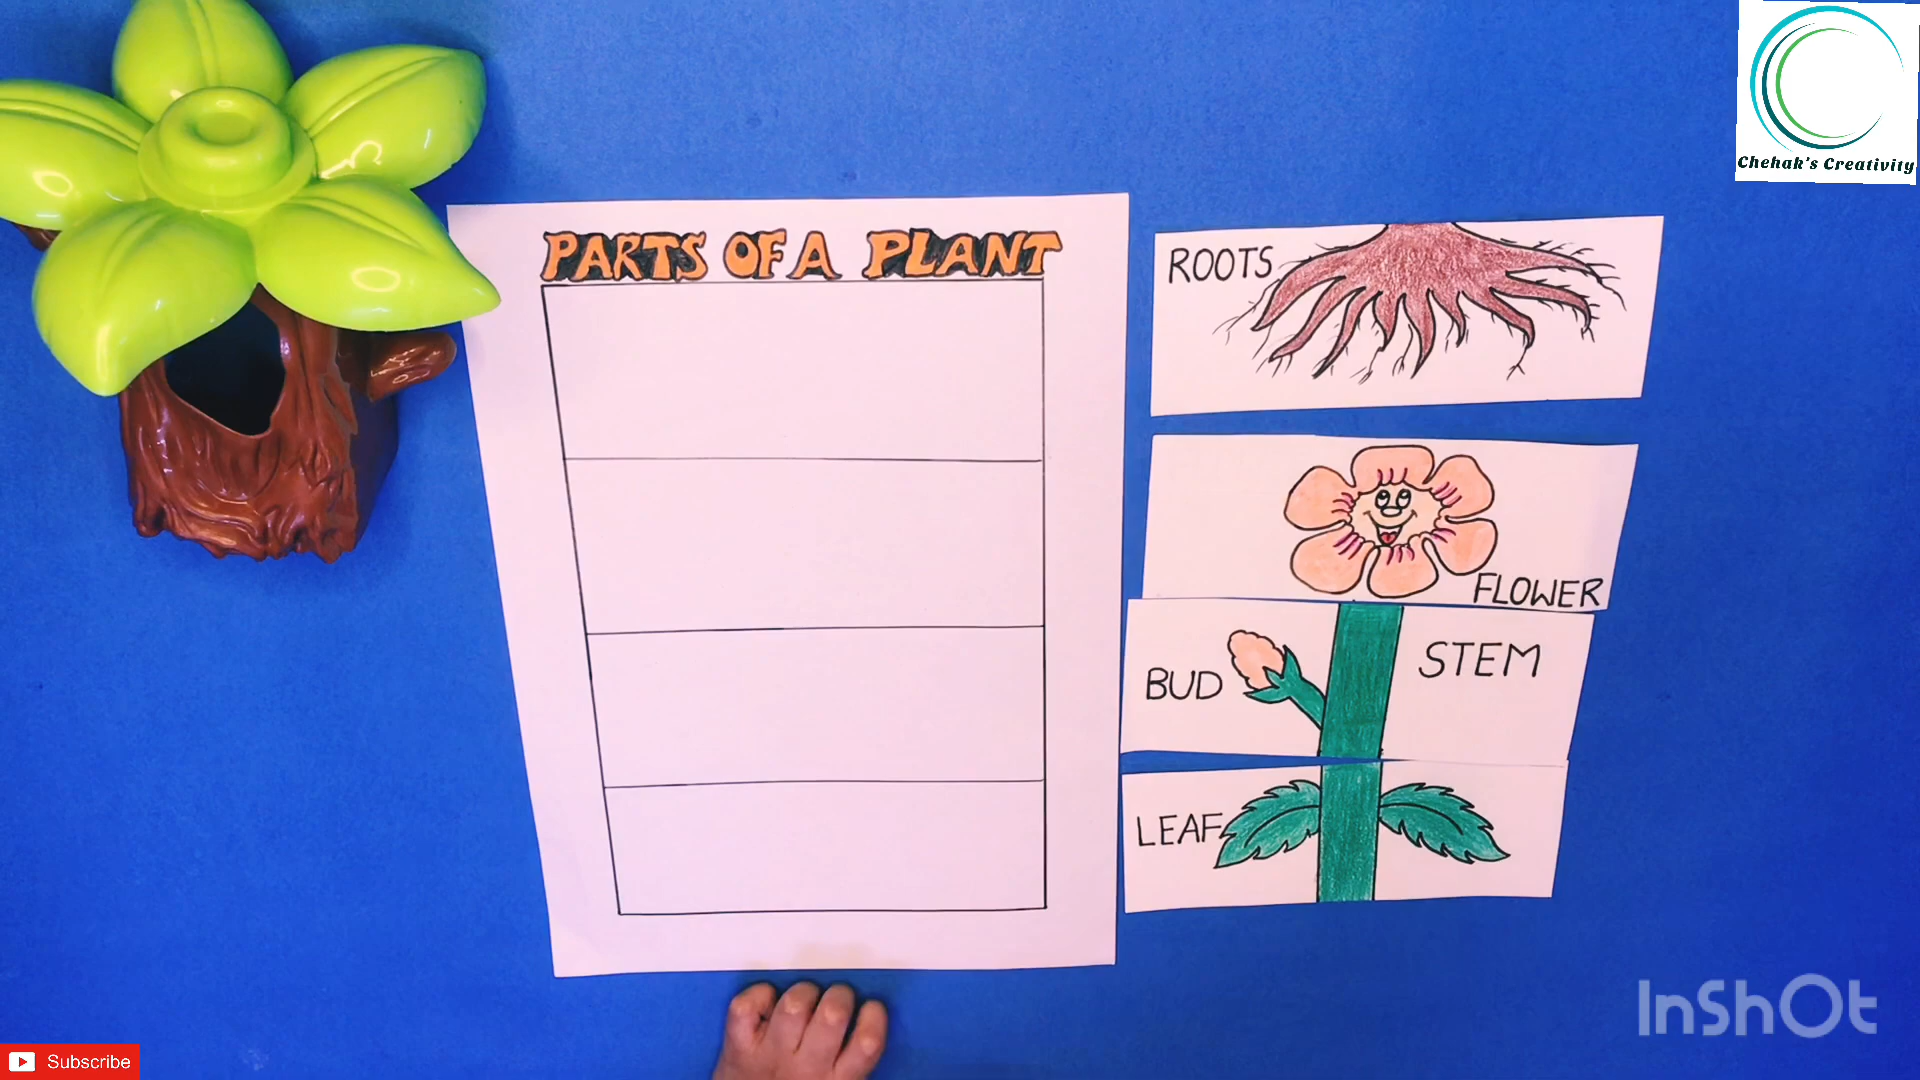 Chehak's Creativity
PARTS OF A PLANT
ROOTS
FLOWER
BUD
STEM
LEAF
InShOt
Subscribe